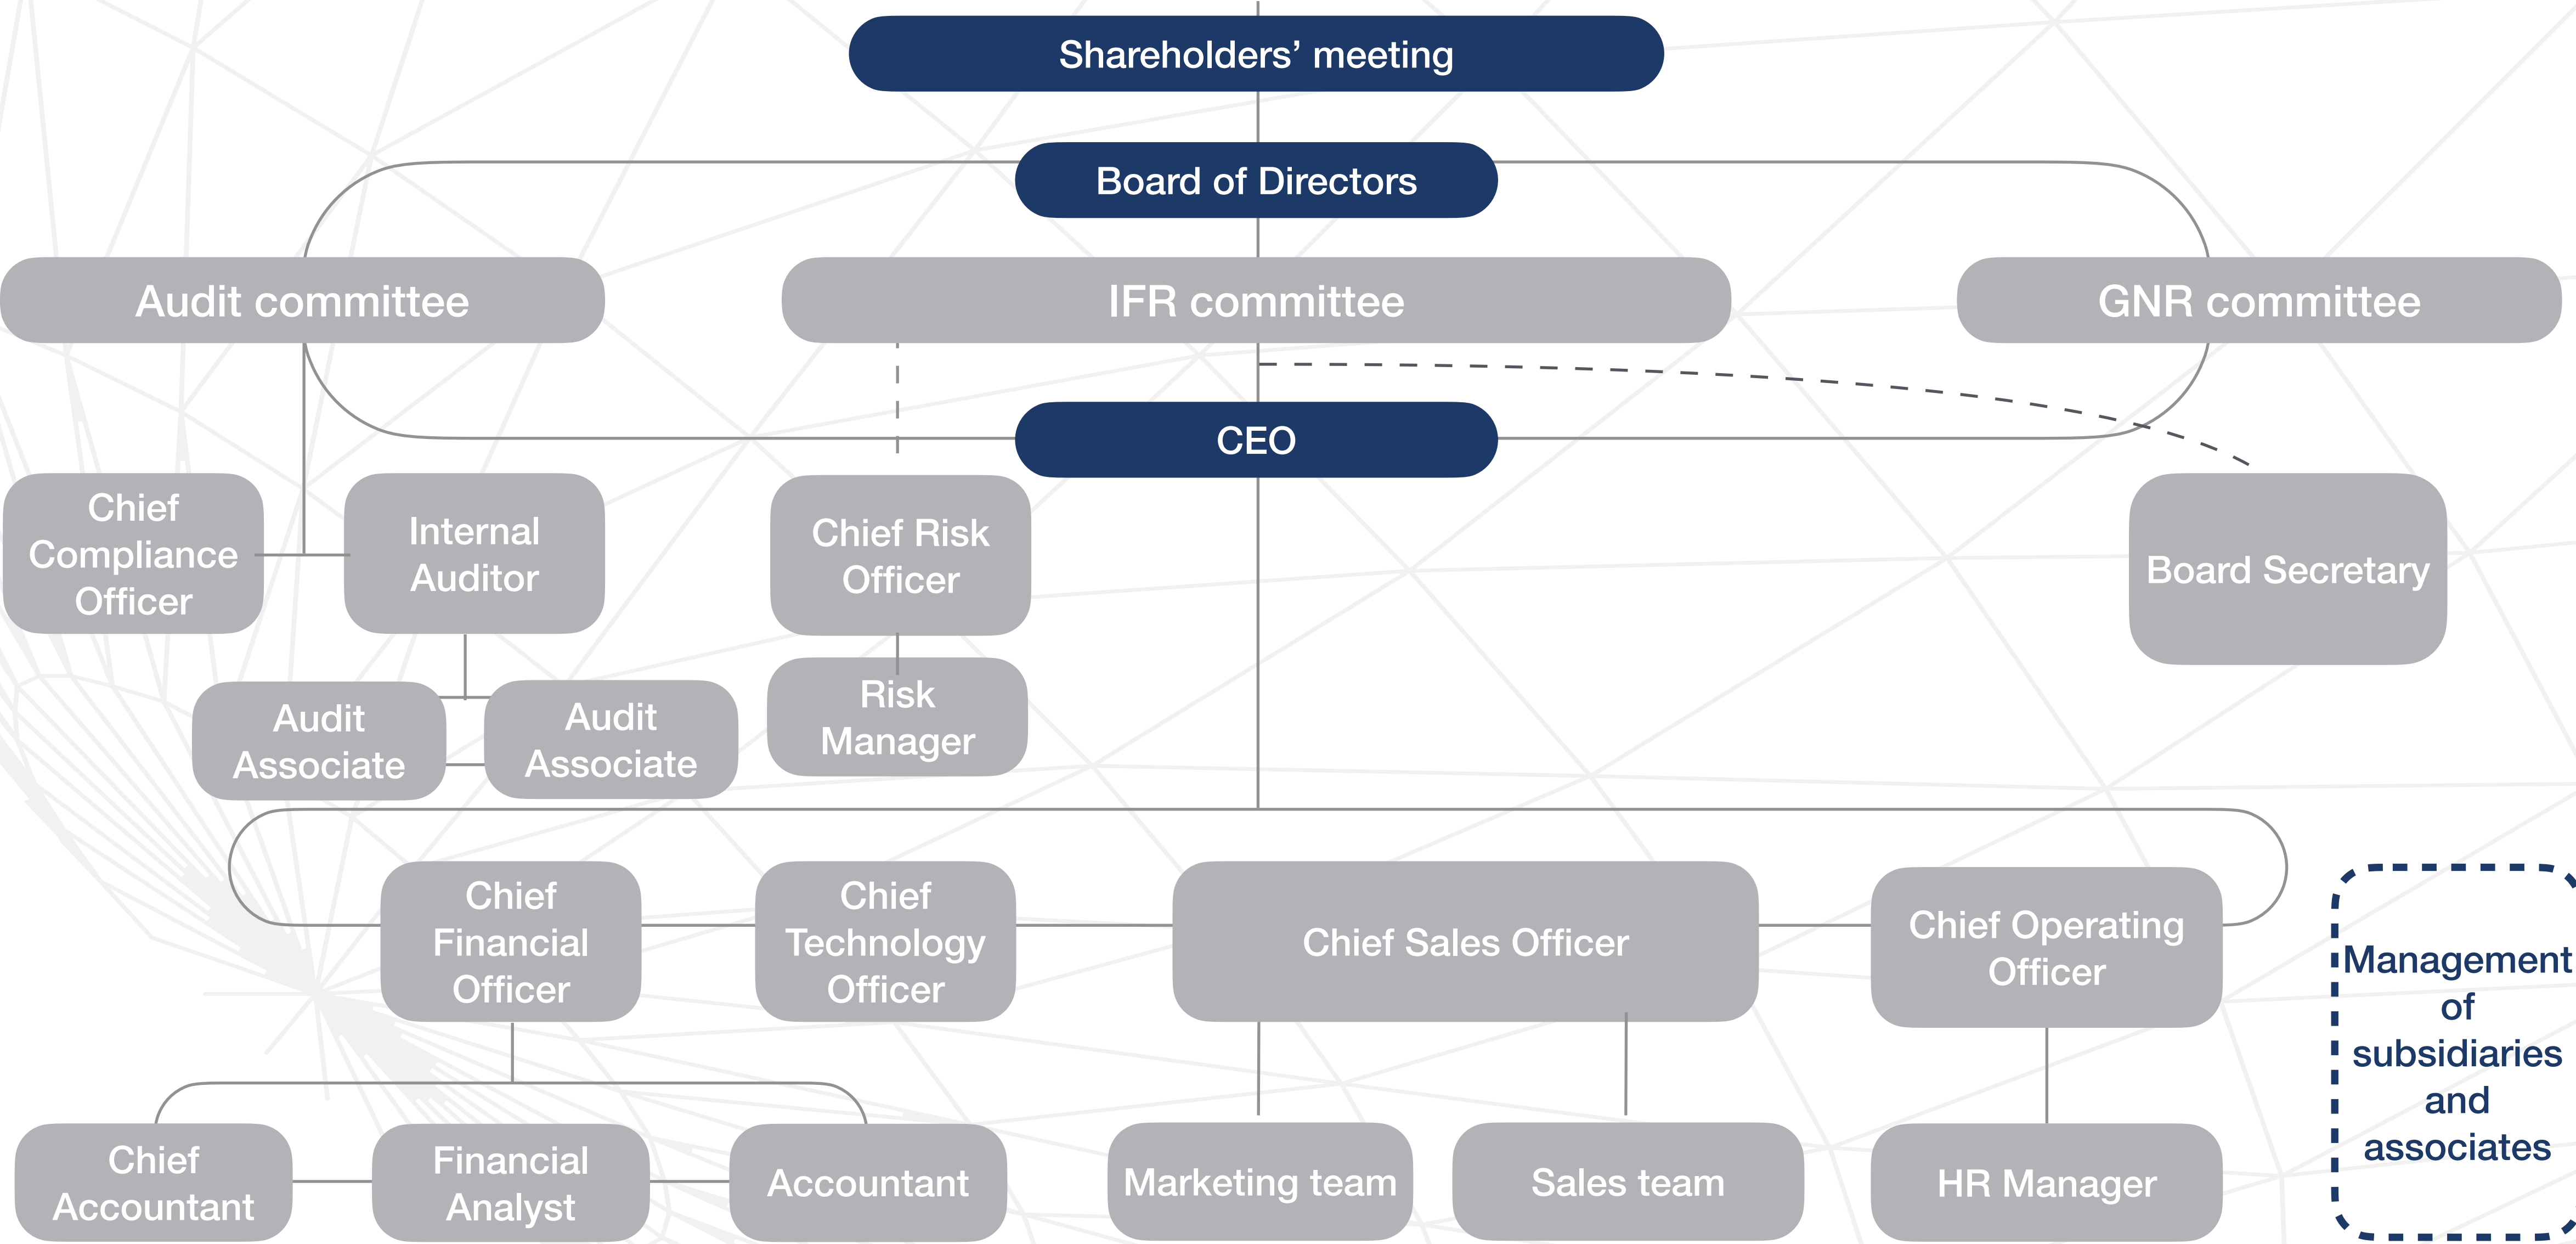 Shareholders’ meeting
Board of Directors
Audit committee
IFR committee
GNR committee
CEO
Chief
Compliance
Officer
Internal
Auditor
Chief Risk
Officer
Board Secretary
Audit
Associate
Audit
Associate
Risk
Manager
Chief
Financial
Officer
Chief
Technology
Officer
Chief Sales Officer
Chief Operating
Officer
Management
of
subsidiaries
and
associates
Chief
Accountant
Financial
Analyst
Accountant
Marketing team
Sales team
HR Manager